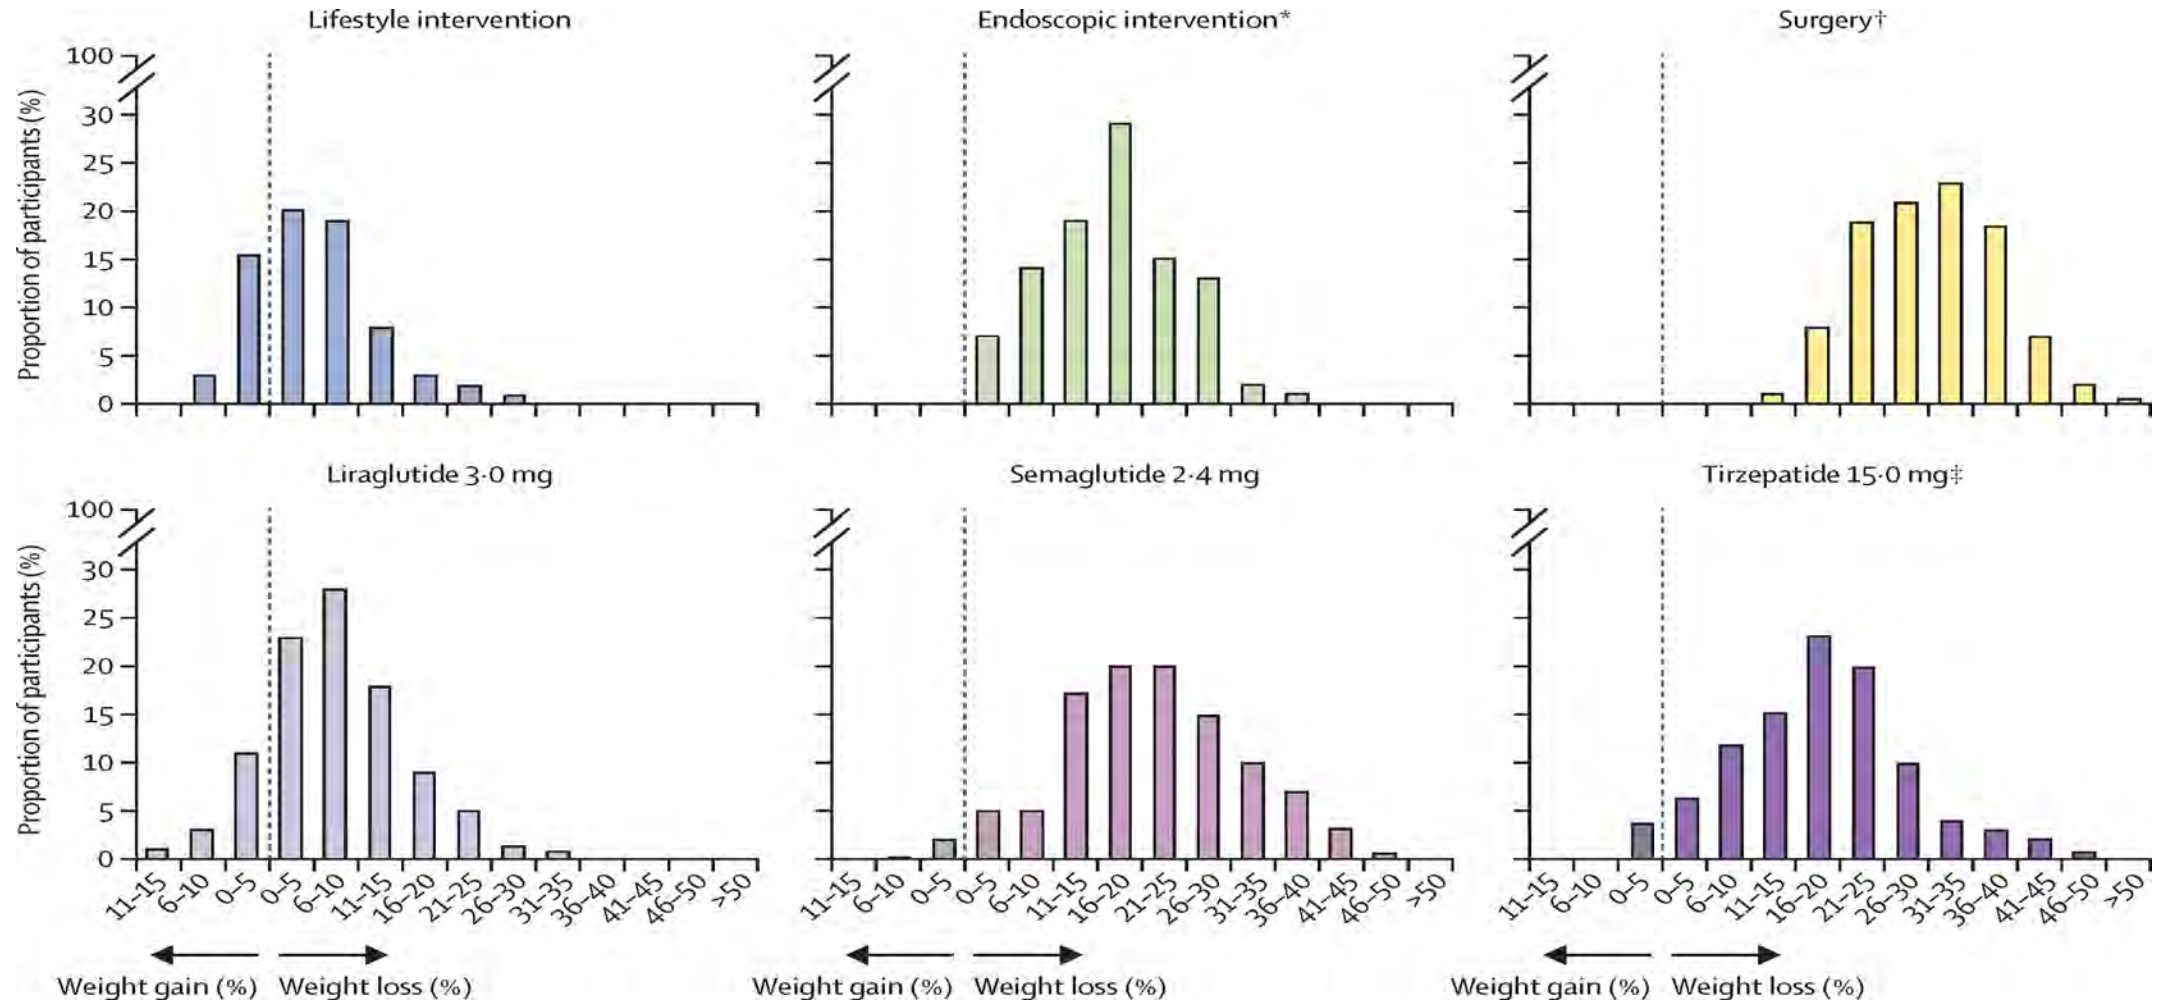 Lifestyle intervention
Endoscopic intervention*
Surgery†
Proportion of participants (%)
100
30
25
20
15
10
5
0
Liraglutide 3·0 mg
Semaglutide 2·4 mg
Tirzepatide 15·0 mg‡
Proportion of participants (%)
100
30
25
20
15
10
5
0
11–15 6–10 0–5 0–5 6–10 11–15 16–20 21–25 26–30 31–35 36–40 41–45 46–50 >50
11–15 6–10 0–5 0–5 6–10 11–15 16–20 21–25 26–30 31–35 36–40 41–45 46–50 >50
11–15 6–10 0–5 0–5 6–10 11–15 16–20 21–25 26–30 31–35 36–40 41–45 46–50 >50
Weight gain (%) Weight loss (%)
Weight gain (%) Weight loss (%)
Weight gain (%) Weight loss (%)